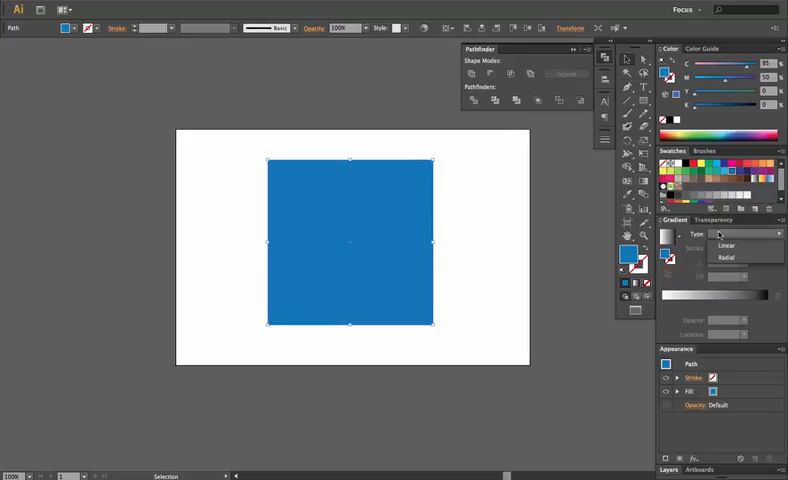 Ai
Focus
Path
Stroke:
Basic
Opacity:
100%
Style:
Transform
Pathfinder
Shape Modes:
Expand
Pathfinders:
Color
Color Guide
C
85
%
M
50
%
Y
0
%
K
0
%
Swatches
Brushes
Gradient
Transparency
Type:
Linear
Stroke:
Radial
Opacity:
Location:
Appearance
Path
Stroke:
Fill:
Opacity: Default
Layers
Artboards
100%
1
Selection